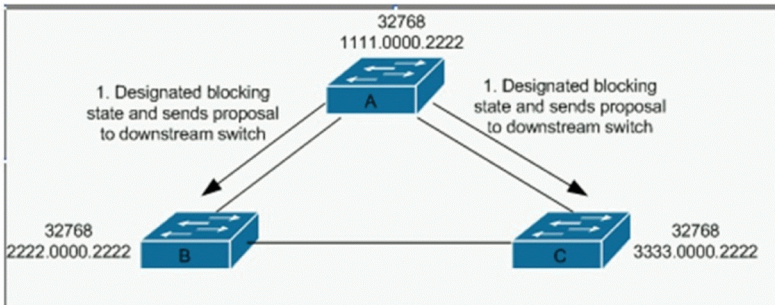 32768
1111.0000.2222
1. Designated blocking
state and sends proposal
to downstream switch
1. Designated blocking
state and sends proposal
to downstream switch
A
32768
2222.0000.2222
B
C
32768
3333.0000.2222